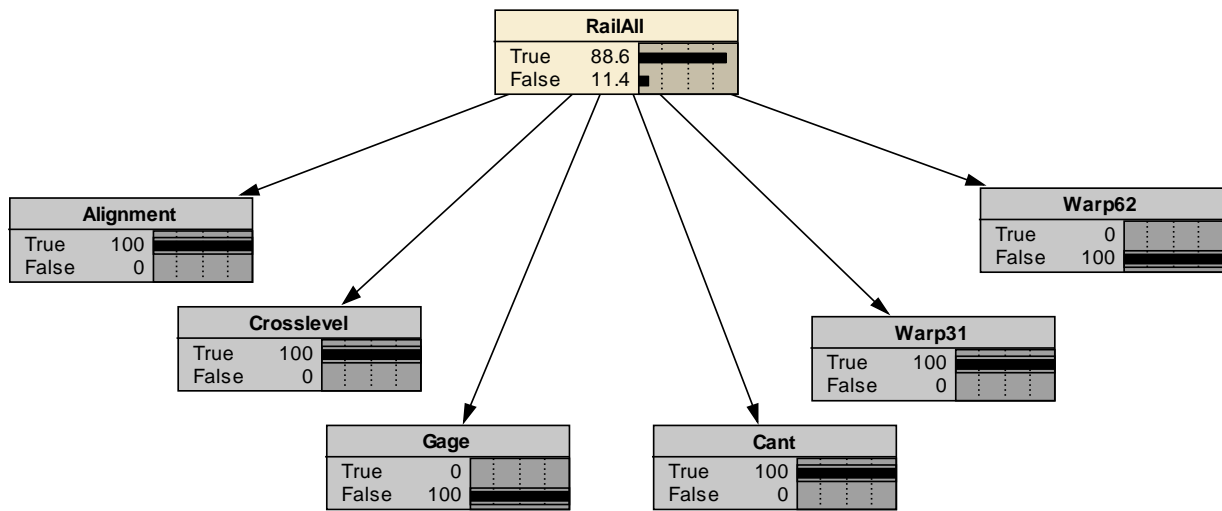 RailAll
True 88.6
False 11.4
Alignment
True 100
False 0
Warp62
True 0
False 100
Crosslevel
True 100
False 0
Warp31
True 100
False 0
Gage
True 0
False 100
Cant
True 100
False 0